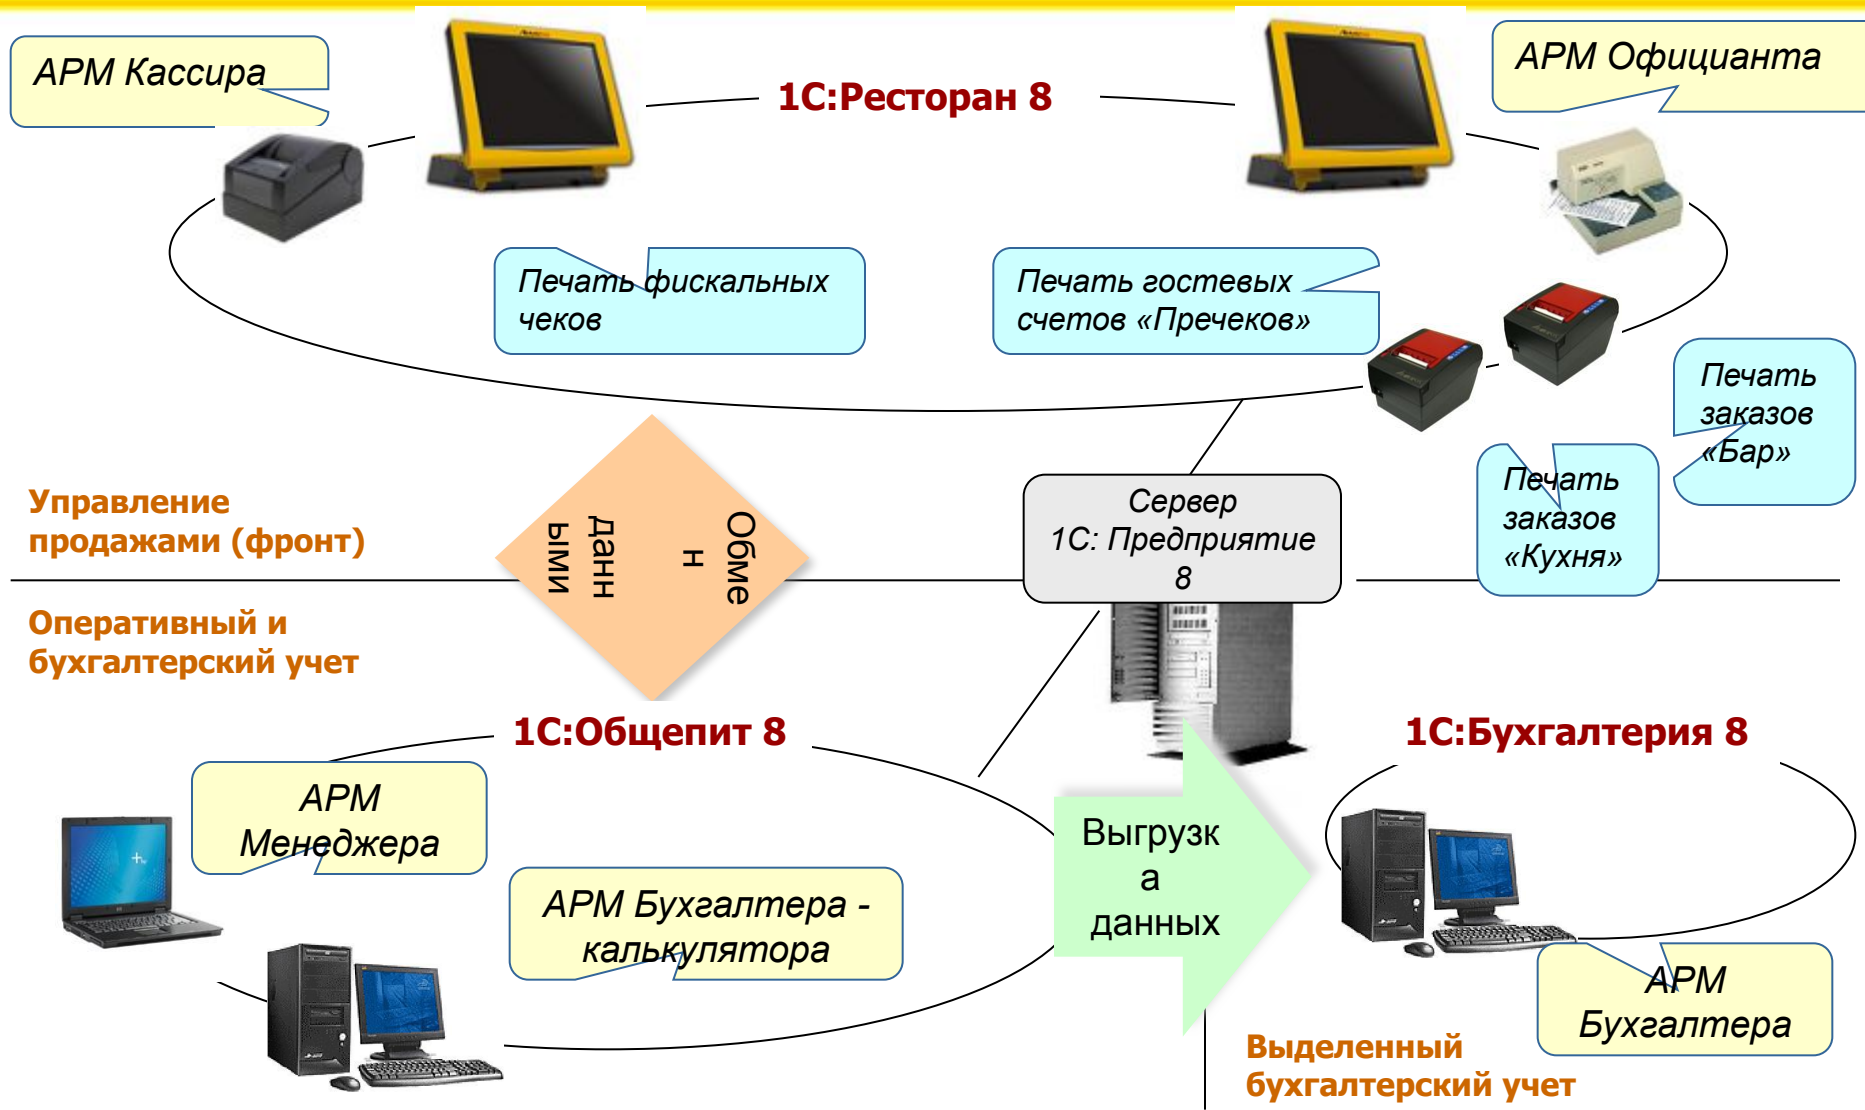 АРМ Кассира
1С:Ресторан 8
АРМ Официанта
Печать фискальных
чеков
Печать гостевых
счетов «Пречеков»
Печать
заказов
«Бар»
Печать
заказов
«Кухня»
Управление
продажами (фронт)
Обме
н
данн
ыми
Сервер
1С: Предприятие
8
Оперативный и
бухгалтерский учет
1С:Общепит 8
1С:Бухгалтерия 8
АРМ
Менеджера
АРМ Бухгалтера -
калькулятора
Выгрузк
а
данных
АРМ
Бухгалтера
Выделенный
бухгалтерский учет